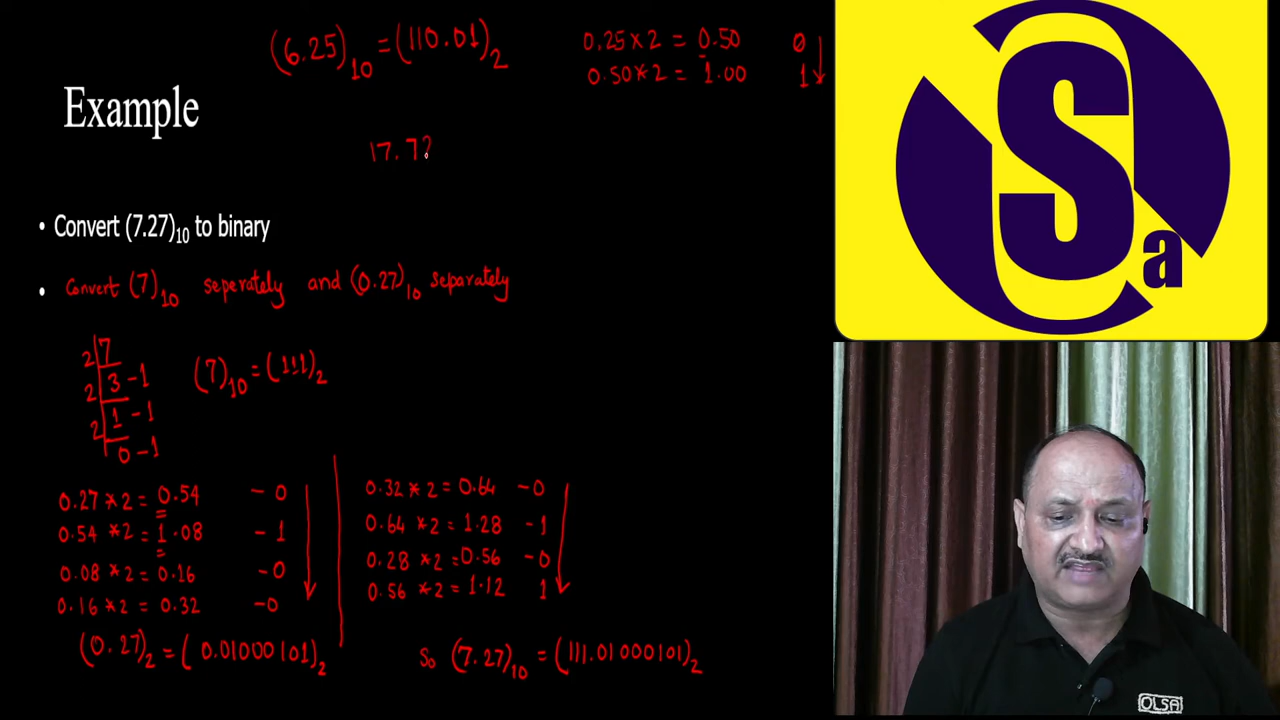 (6.25)10 = (110.01)2
0.25×2 = 0.50 0
0.50*2 = 1.00 1
Example
17.7?
• Convert (7.27)10 to binary
• Convert (7)10 seperately and (0.27)10 separately
2 7
2 3 - 1
2 1 - 1
0 - 1
(7)10 = (111)2
0.27 *2 = 0.54 - 0
0.54 *2 = 1.08 - 1
0.08 *2 = 0.16 - 0
0.16 *2 = 0.32 - 0
(0.27)2 = (0.01000101)2
0.32 *2 = 0.64 - 0
0.64 *2 = 1.28 - 1
0.28 *2 = 0.56 - 0
0.56 *2 = 1.12 1
So (7.27)10 = (111.01000101)2
S
a
OLSA